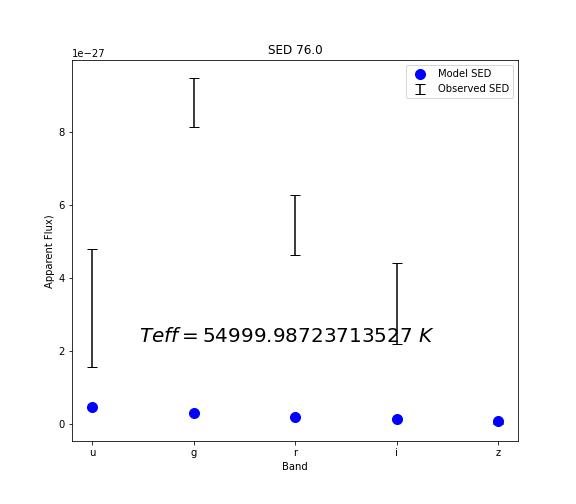 SED 76.0
1e−27
Model SED
Observed SED
8
6
4
2
0
Apparent Flux)
Teff = 54999.98723713527 K
u g r i z
Band